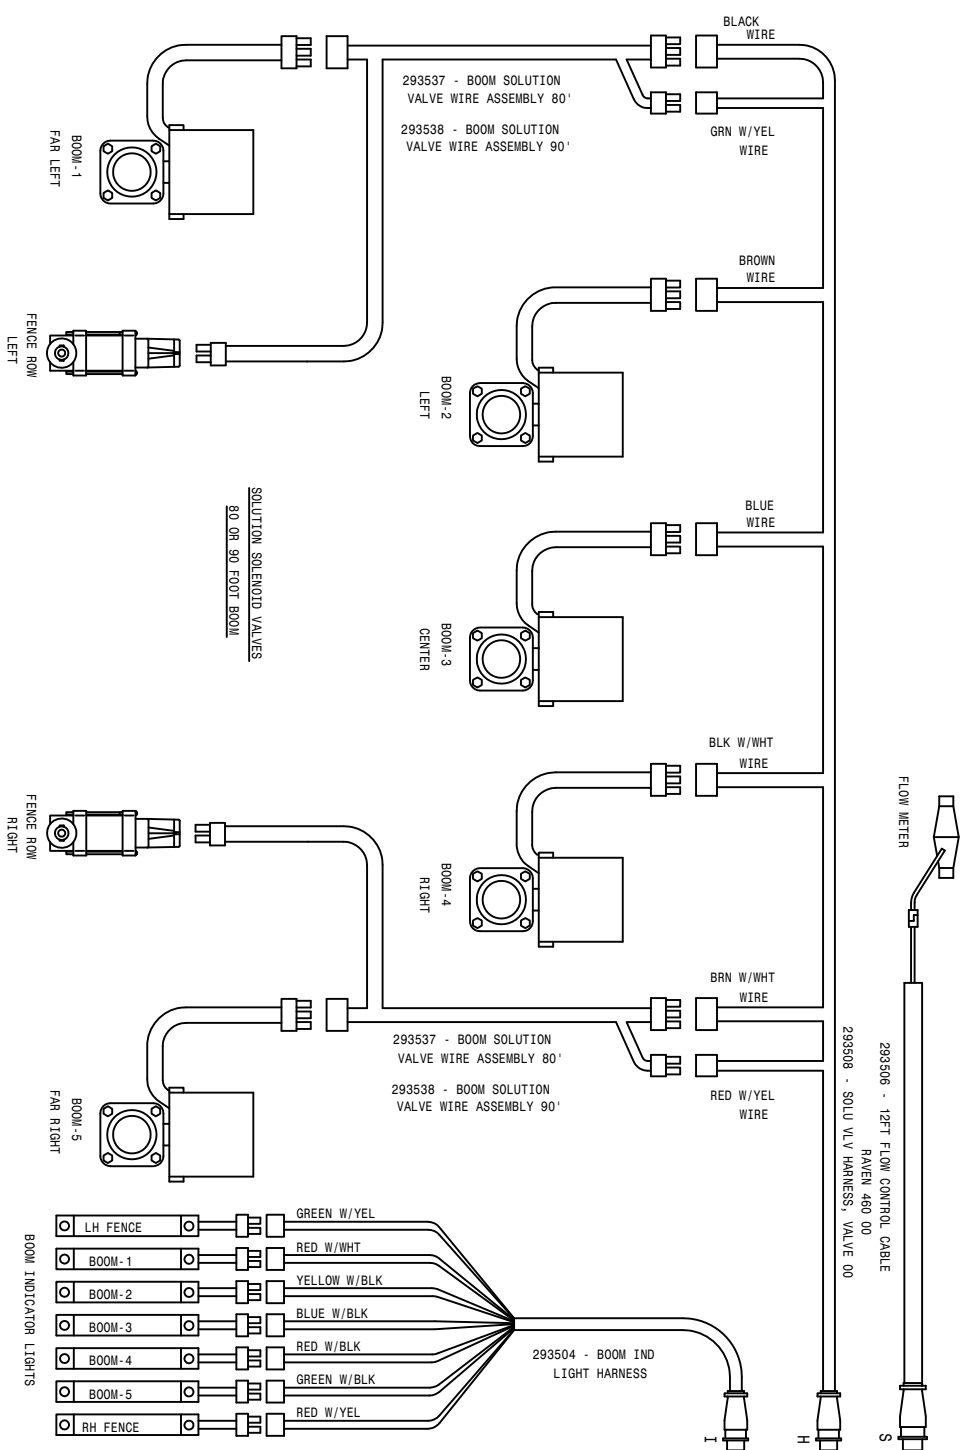 BLACK
WIRE
293537 - BOOM SOLUTION
VALVE WIRE ASSEMBLY 80'
293538 - BOOM SOLUTION
VALVE WIRE ASSEMBLY 90'
GRN W/YEL
WIRE
BOOM-1
FAR LEFT
BROWN
WIRE
FENCE ROW
LEFT
BOOM-2
LEFT
SOLUTION SOLENOID VALVES
80 OR 90 FOOT BOOM
BLUE
WIRE
BOOM-3
CENTER
BLK W/WHT
WIRE
FLOW METER
FENCE ROW
RIGHT
BOOM-4
RIGHT
BRN W/WHT
WIRE
293537 - BOOM SOLUTION
VALVE WIRE ASSEMBLY 80'
293538 - BOOM SOLUTION
VALVE WIRE ASSEMBLY 90'
RED W/YEL
WIRE
293506 - 12FT FLOW CONTROL CABLE
RAVEN 460 00
293508 - SOLU VLV HARNESS, VALVE 00
BOOM-5
FAR RIGHT
BOOM INDICATOR LIGHTS
LH FENCE
GREEN W/YEL
BOOM-1
RED W/WHT
BOOM-2
YELLOW W/BLK
BOOM-3
BLUE W/BLK
BOOM-4
RED W/BLK
BOOM-5
GREEN W/BLK
RH FENCE
RED W/YEL
293504 - BOOM IND
LIGHT HARNESS
I
H
S